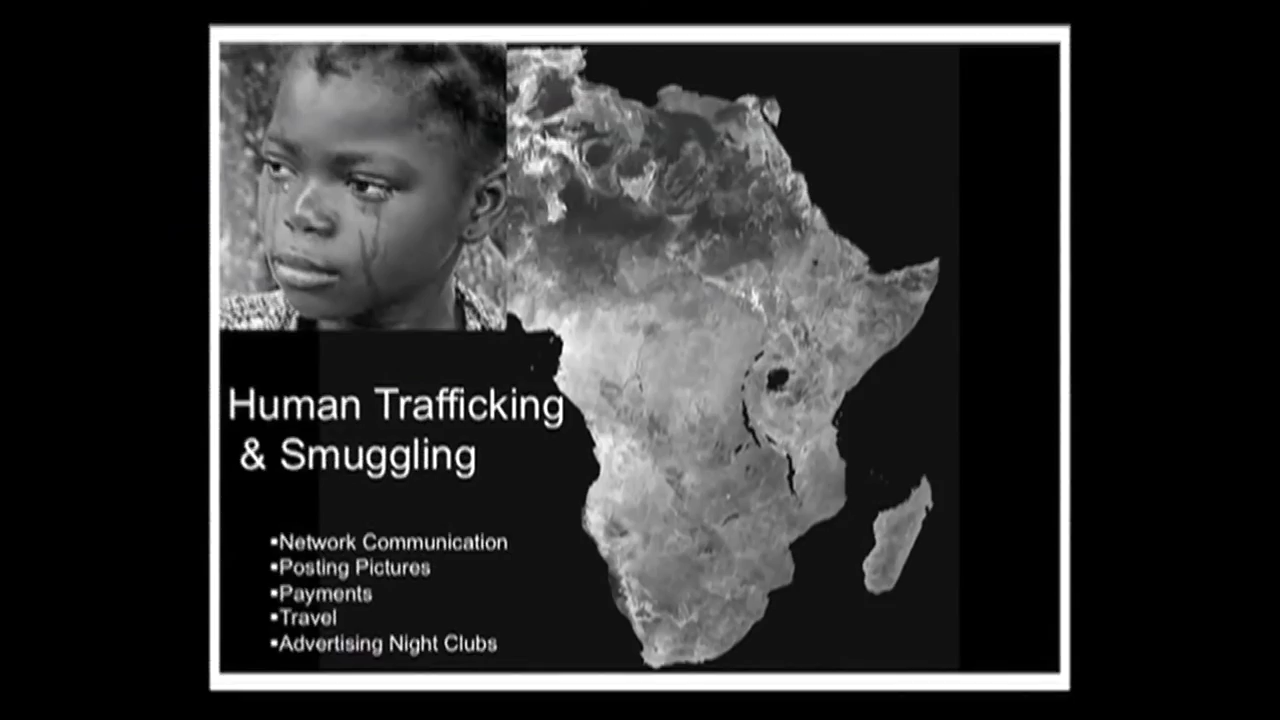 Human Trafficking
& Smuggling
▪Network Communication
▪Posting Pictures
▪Payments
▪Travel
▪Advertising Night Clubs